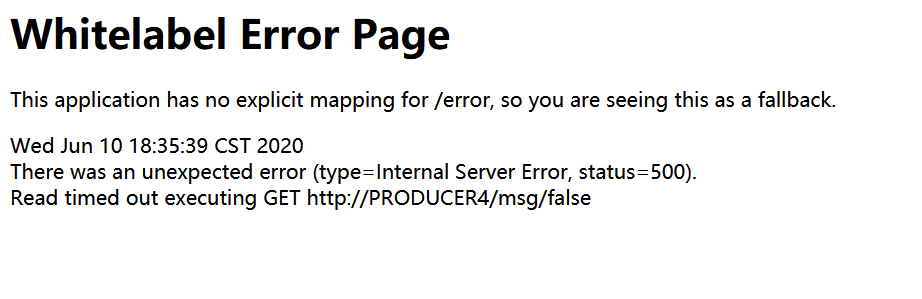 Whitelabel Error Page
This application has no explicit mapping for /error, so you are seeing this as a fallback.
Wed Jun 10 18:35:39 CST 2020
There was an unexpected error (type=Internal Server Error, status=500).
Read timed out executing GET http://PRODUCER4/msg/false